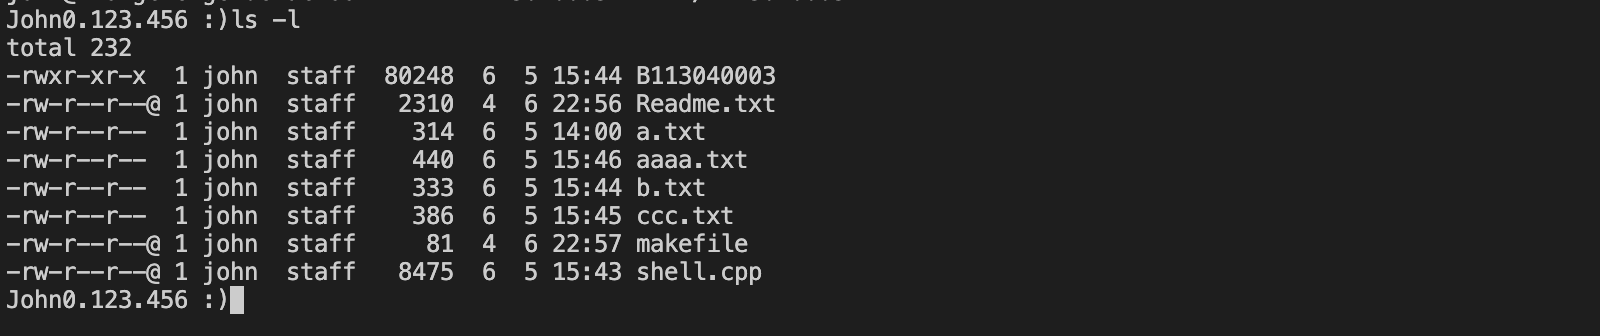 John0.123.456 :)ls -l
total 232
-rwxr-xr-x  1 john  staff  80248  6  5 15:44 B113040003
-rw-r--r--@ 1 john  staff   2310  4  6 22:56 Readme.txt
-rw-r--r--  1 john  staff    314  6  5 14:00 a.txt
-rw-r--r--  1 john  staff    440  6  5 15:46 aaaa.txt
-rw-r--r--  1 john  staff    333  6  5 15:44 b.txt
-rw-r--r--  1 john  staff    386  6  5 15:45 ccc.txt
-rw-r--r--@ 1 john  staff     81  4  6 22:57 makefile
-rw-r--r--@ 1 john  staff   8475  6  5 15:43 shell.cpp
John0.123.456 :)